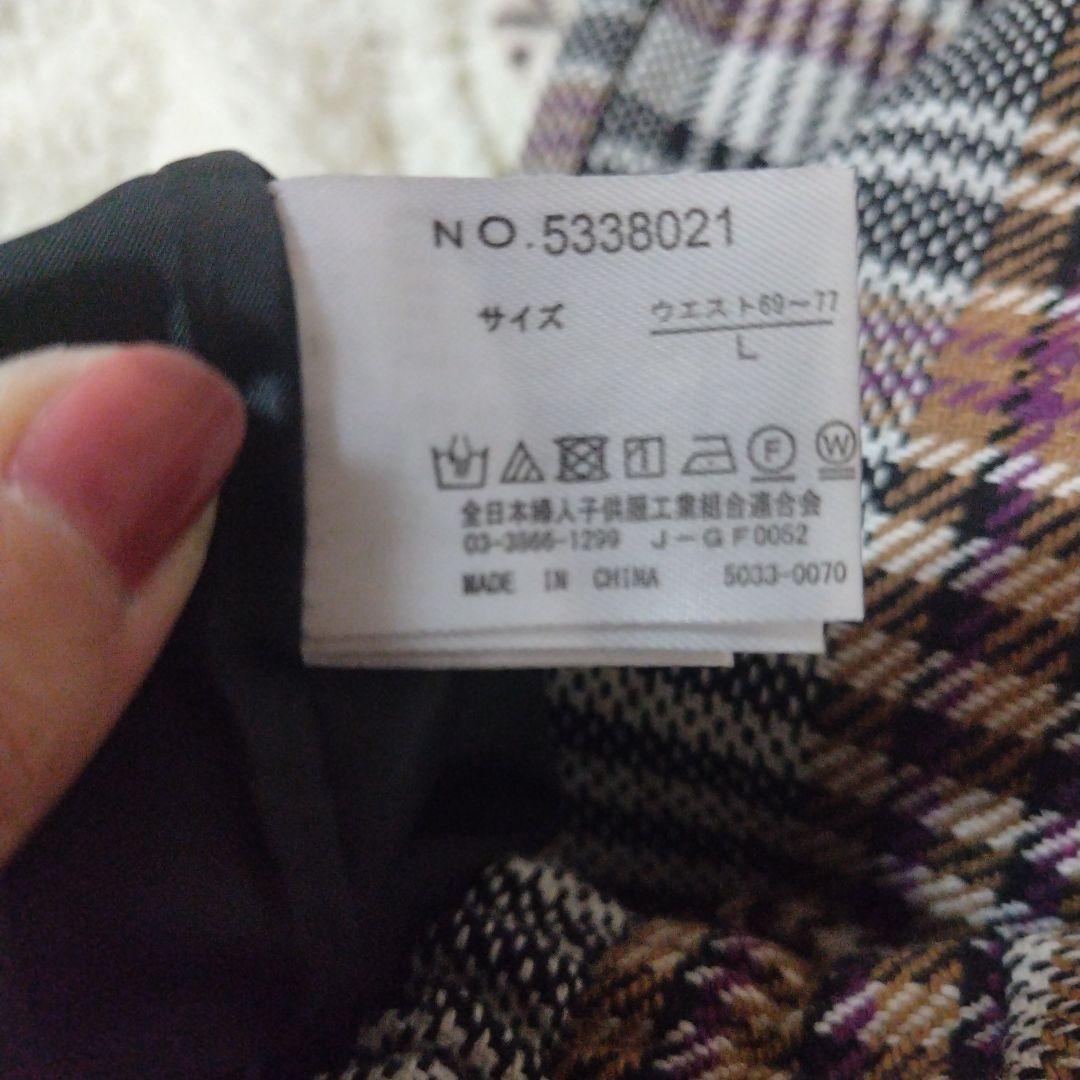 NO.5338021
サイズ ウエスト69〜77
L
F W
全日本婦人子供服工業組合連合会
03-3866-1299 J-GF0052
MADE IN CHINA 5033-0070